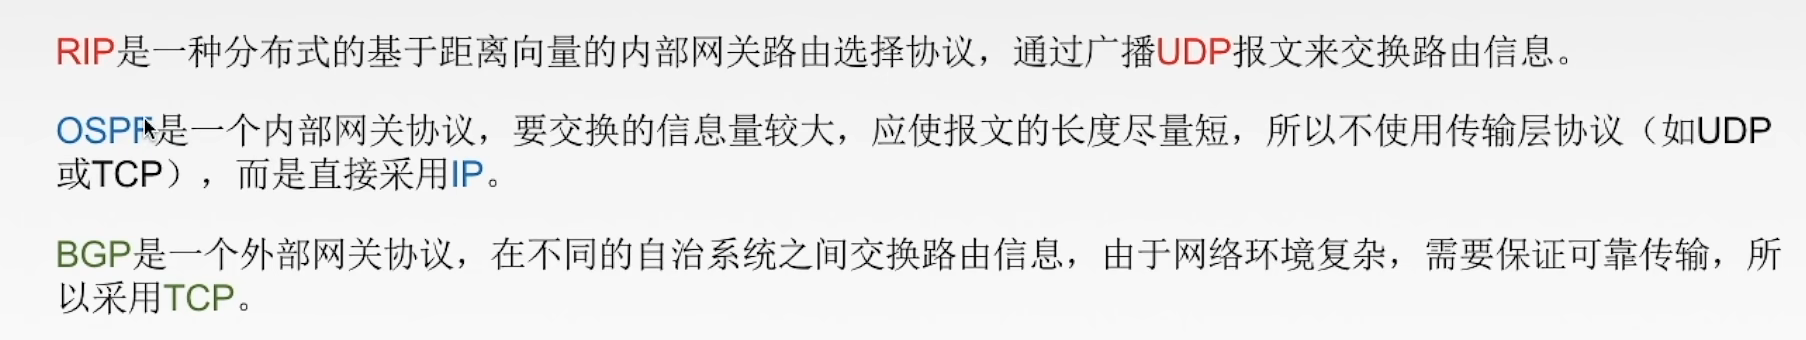 RIP是一种分布式的基于距离向量的内部网关路由选择协议，通过广播UDP报文来交换路由信息。
OSPF是一个内部网关协议，要交换的信息量较大，应使报文的长度尽量短，所以不使用传输层协议（如UDP
或TCP），而是直接采用IP。
BGP是一个外部网关协议，在不同的自治系统之间交换路由信息，由于网络环境复杂，需要保证可靠传输，所
以采用TCP。